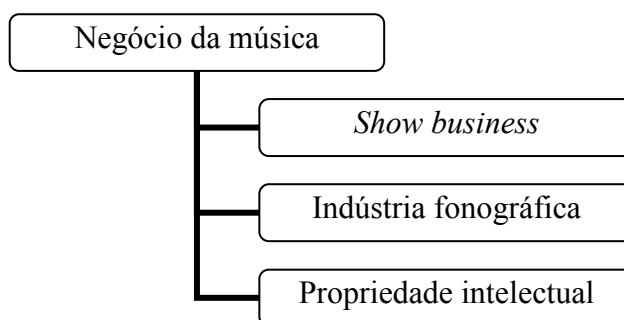 Negócio da música
Show business
Indústria fonográfica
Propriedade intelectual